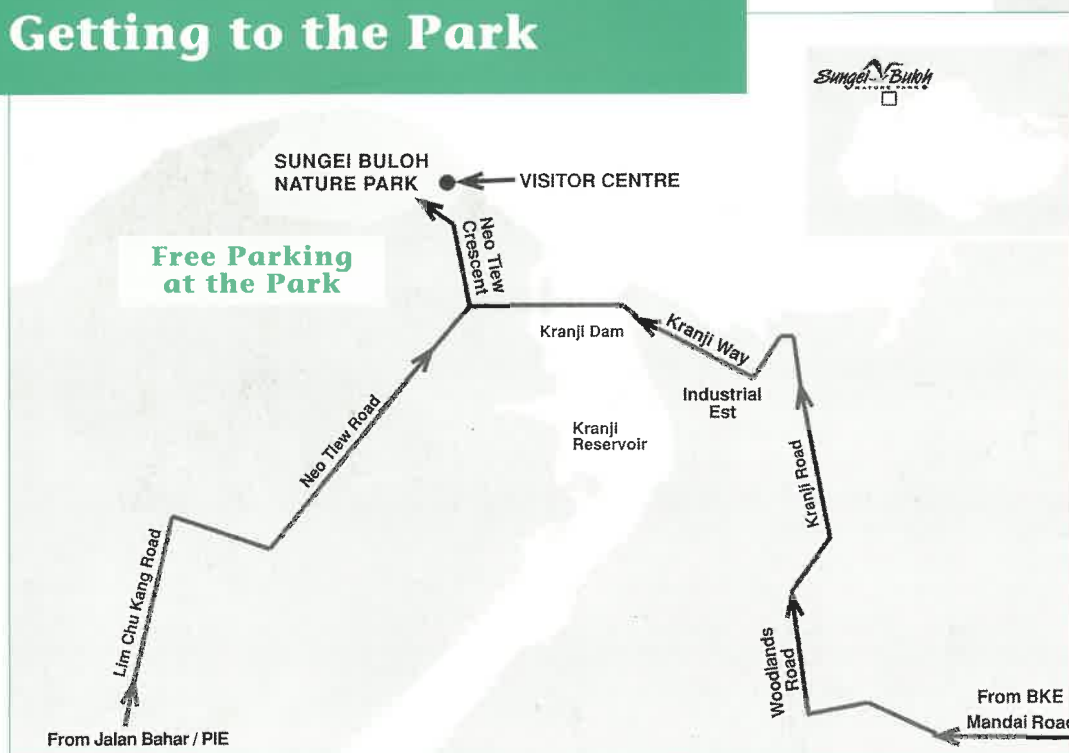 Getting to the Park
Sungei Buloh
NATURE PARK
SUNGEI BULOH
NATURE PARK
VISITOR CENTRE
Neo Tiew
Crescent
Free Parking
at the Park
Kranji Dam
Kranji Way
Industrial
Est
Kranji
Reservoir
Neo Tiew Road
Kranji Road
Lim Chu Kang Road
Woodlands
Road
From BKE
Mandai Road
From Jalan Bahar / PIE